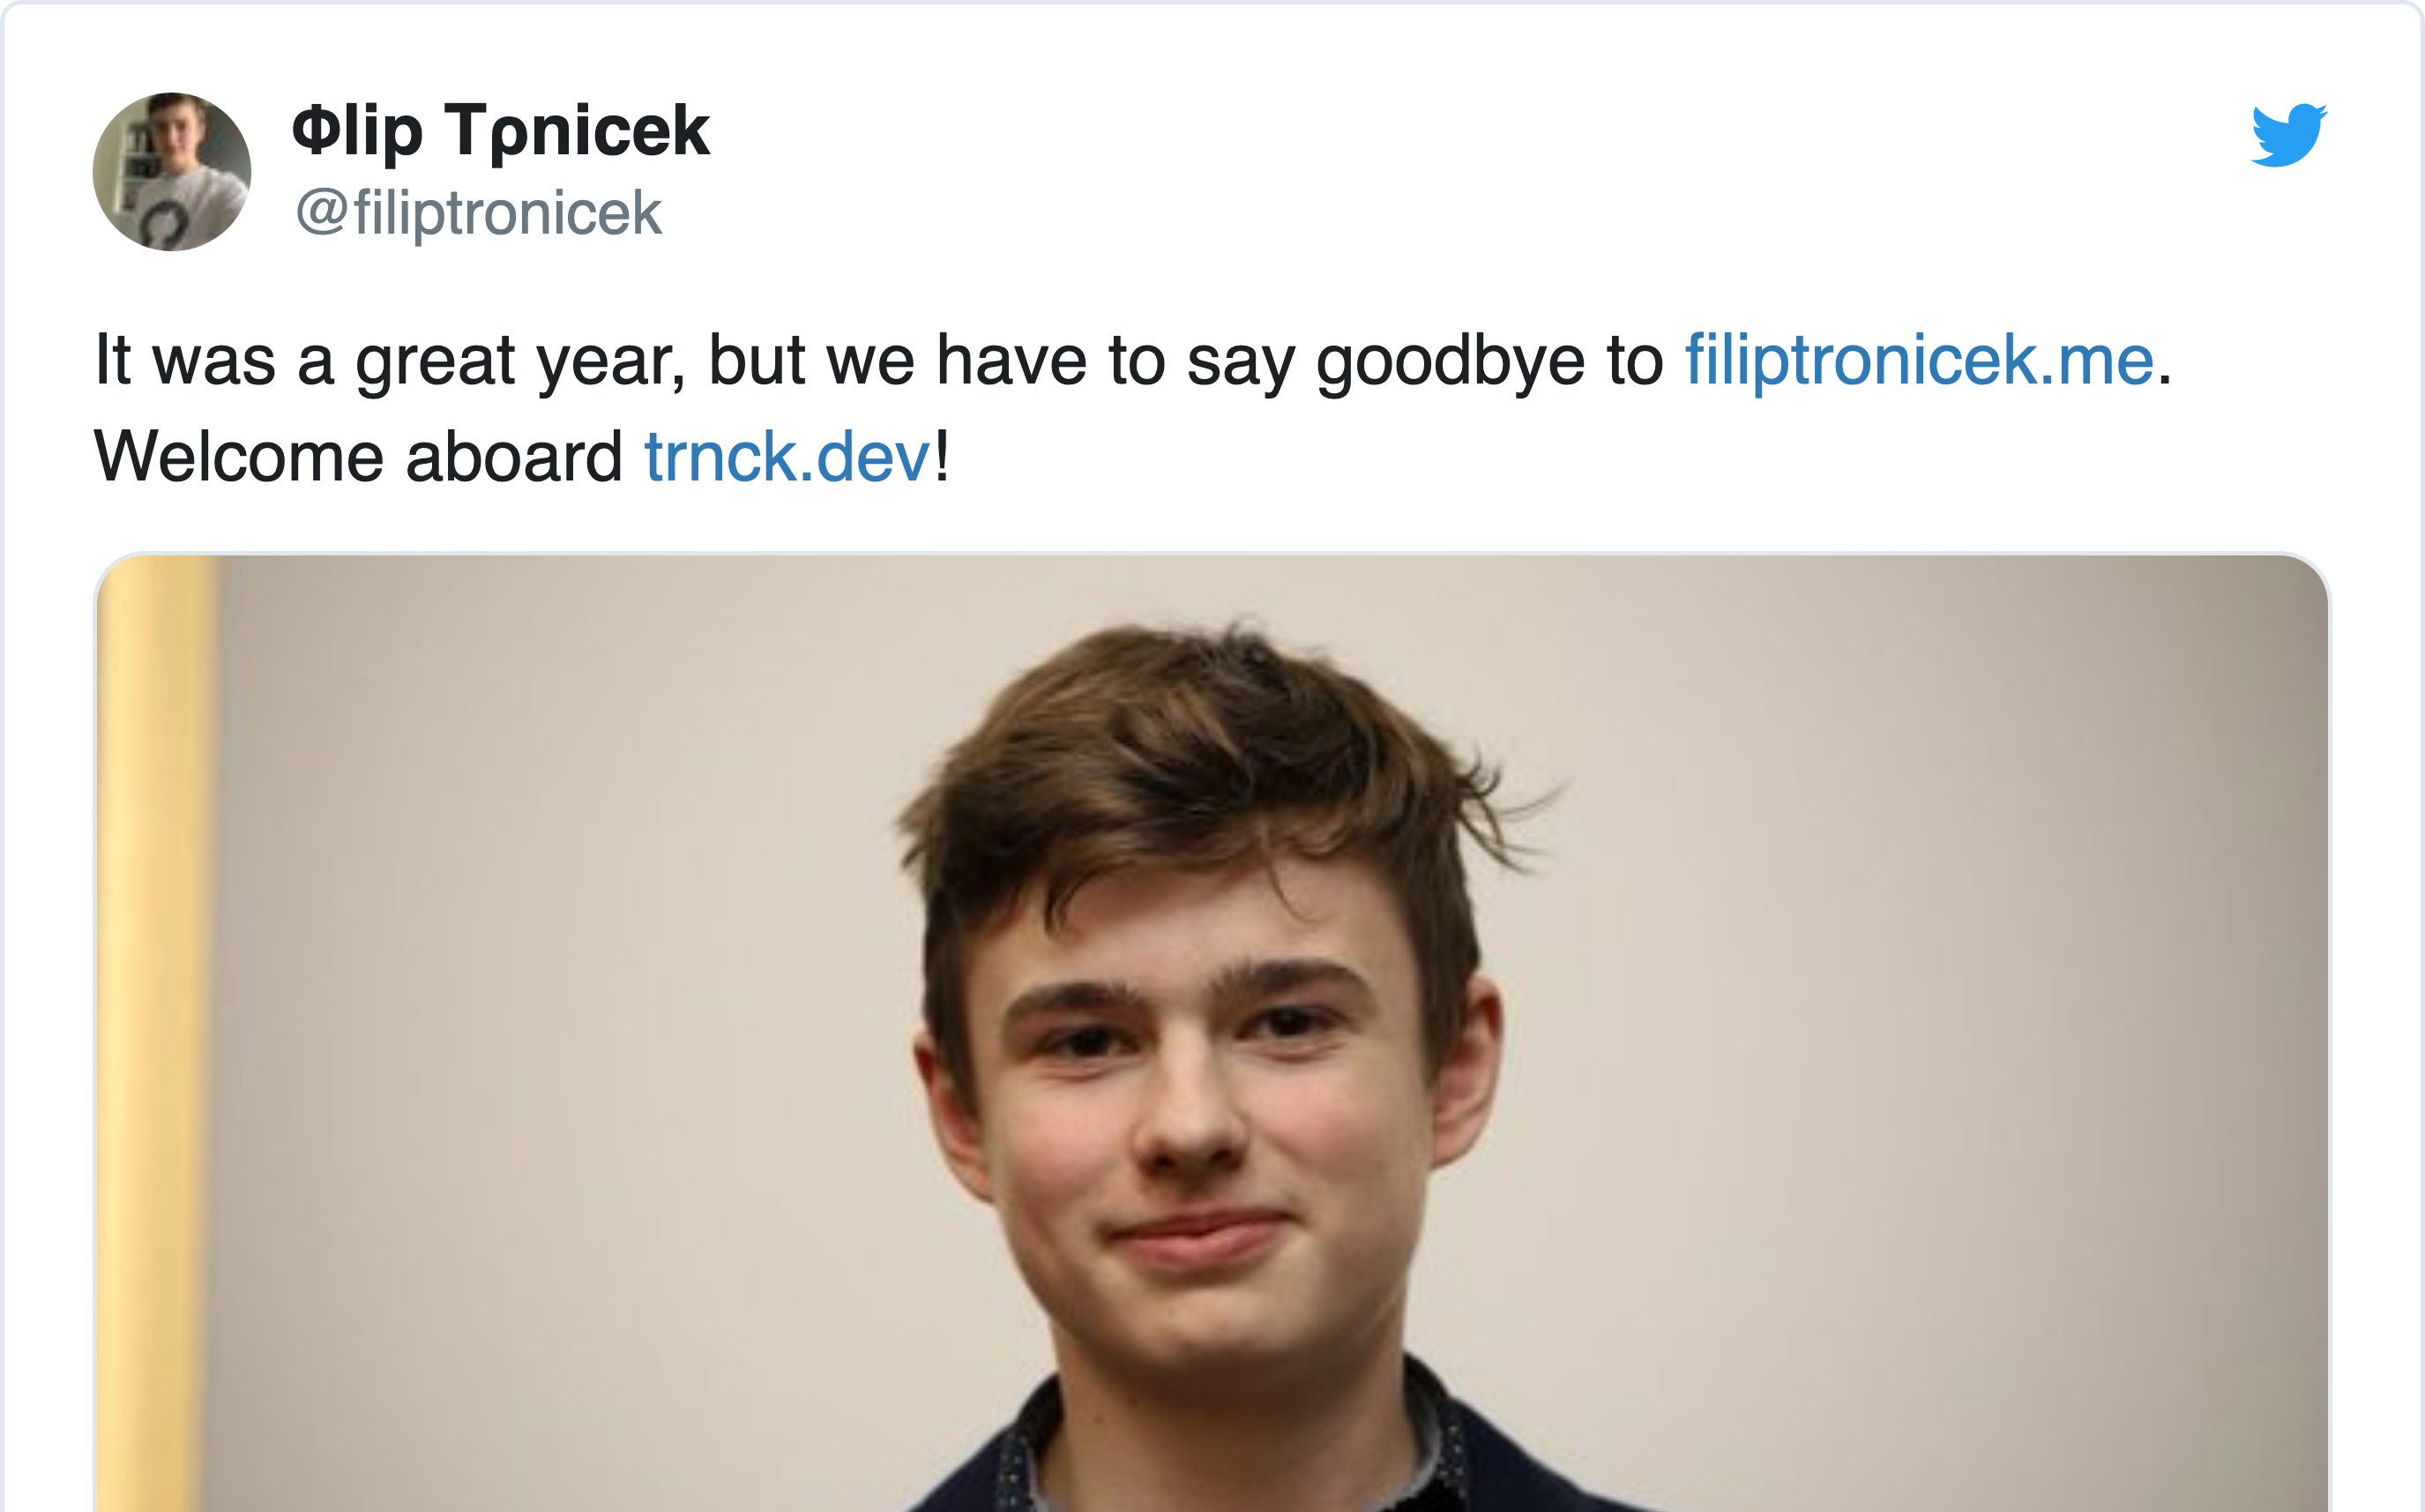 Φlip Tρnicek
@filiptronicek
It was a great year, but we have to say goodbye to filiptronicek.me.
Welcome aboard trnck.dev!